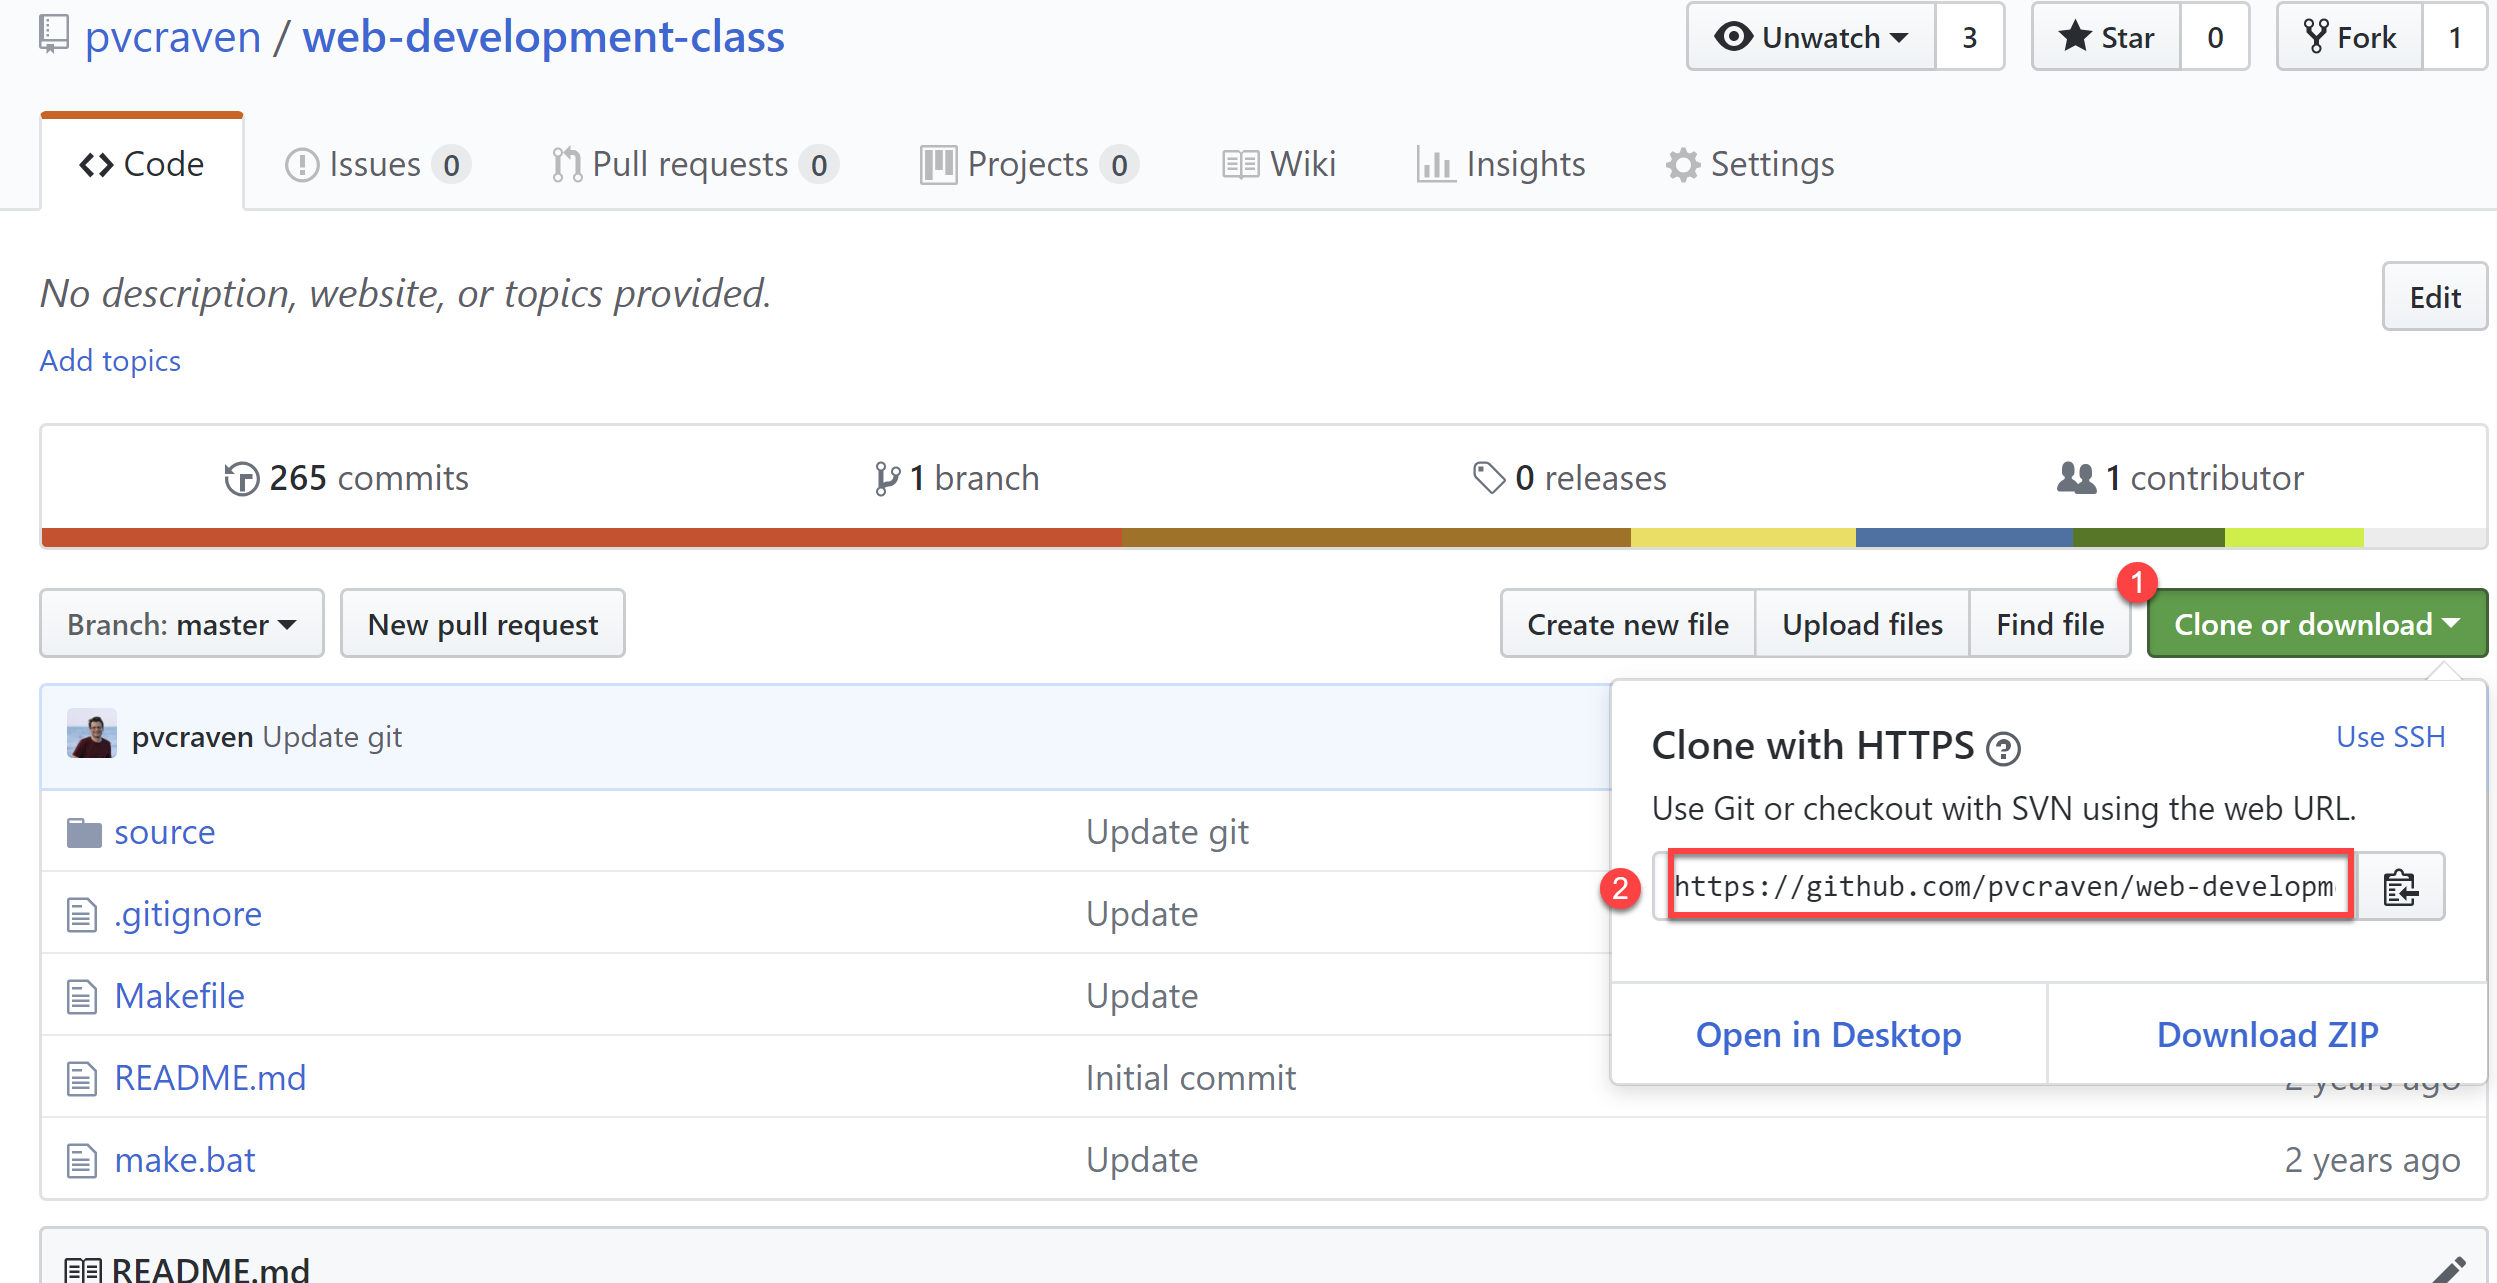 pvcraven / web-development-class
Unwatch 3 Star 0 Fork 1
Code Issues 0 Pull requests 0 Projects 0 Wiki Insights Settings
No description, website, or topics provided.
Edit
Add topics
265 commits 1 branch 0 releases 1 contributor
1
Branch: master New pull request Create new file Upload files Find file Clone or download
pvcraven Update git
Clone with HTTPS ? Use SSH
Use Git or checkout with SVN using the web URL.
2 https://github.com/pvcraven/web-developm
Open in Desktop Download ZIP
source Update git
.gitignore Update
Makefile Update
README.md Initial commit 2 years ago
make.bat Update 2 years ago
README.md